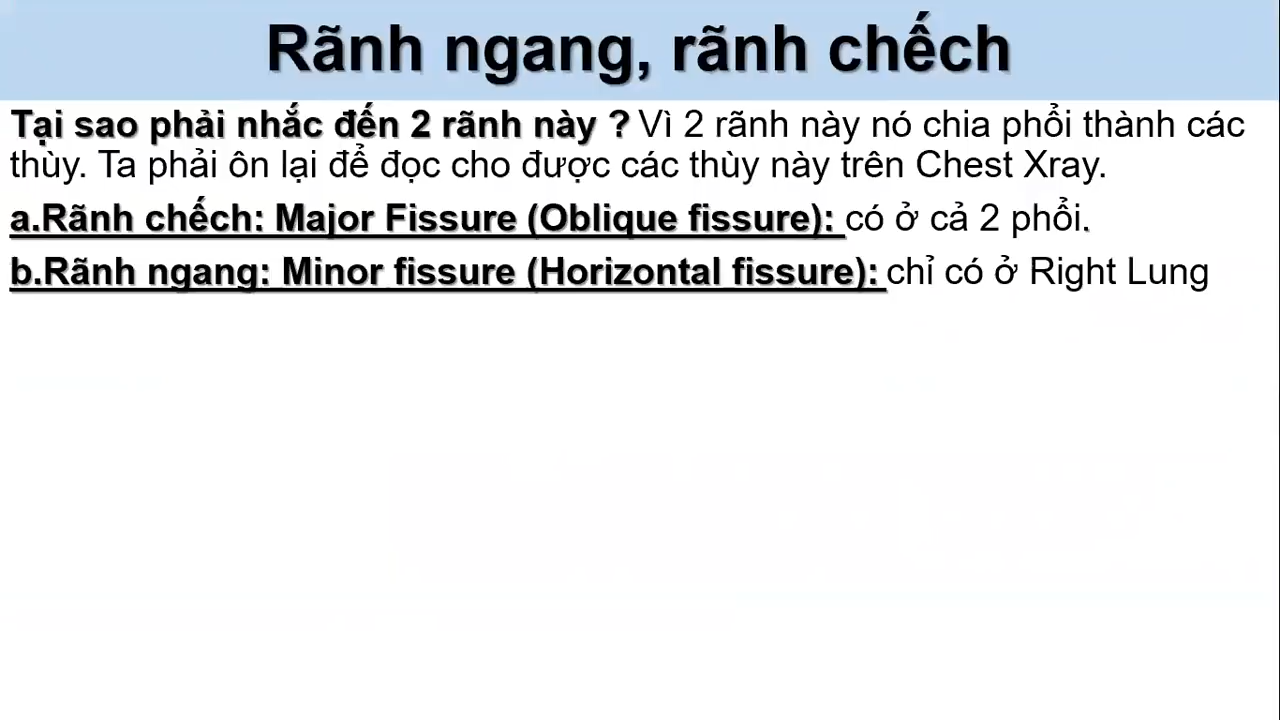 Rãnh ngang, rãnh chếch
Tại sao phải nhắc đến 2 rãnh này ? Vì 2 rãnh này nó chia phổi thành các
thùy. Ta phải ôn lại để đọc cho được các thùy này trên Chest Xray.
a.Rãnh chếch: Major Fissure (Oblique fissure): có ở cả 2 phổi.
b.Rãnh ngang: Minor fissure (Horizontal fissure): chỉ có ở Right Lung